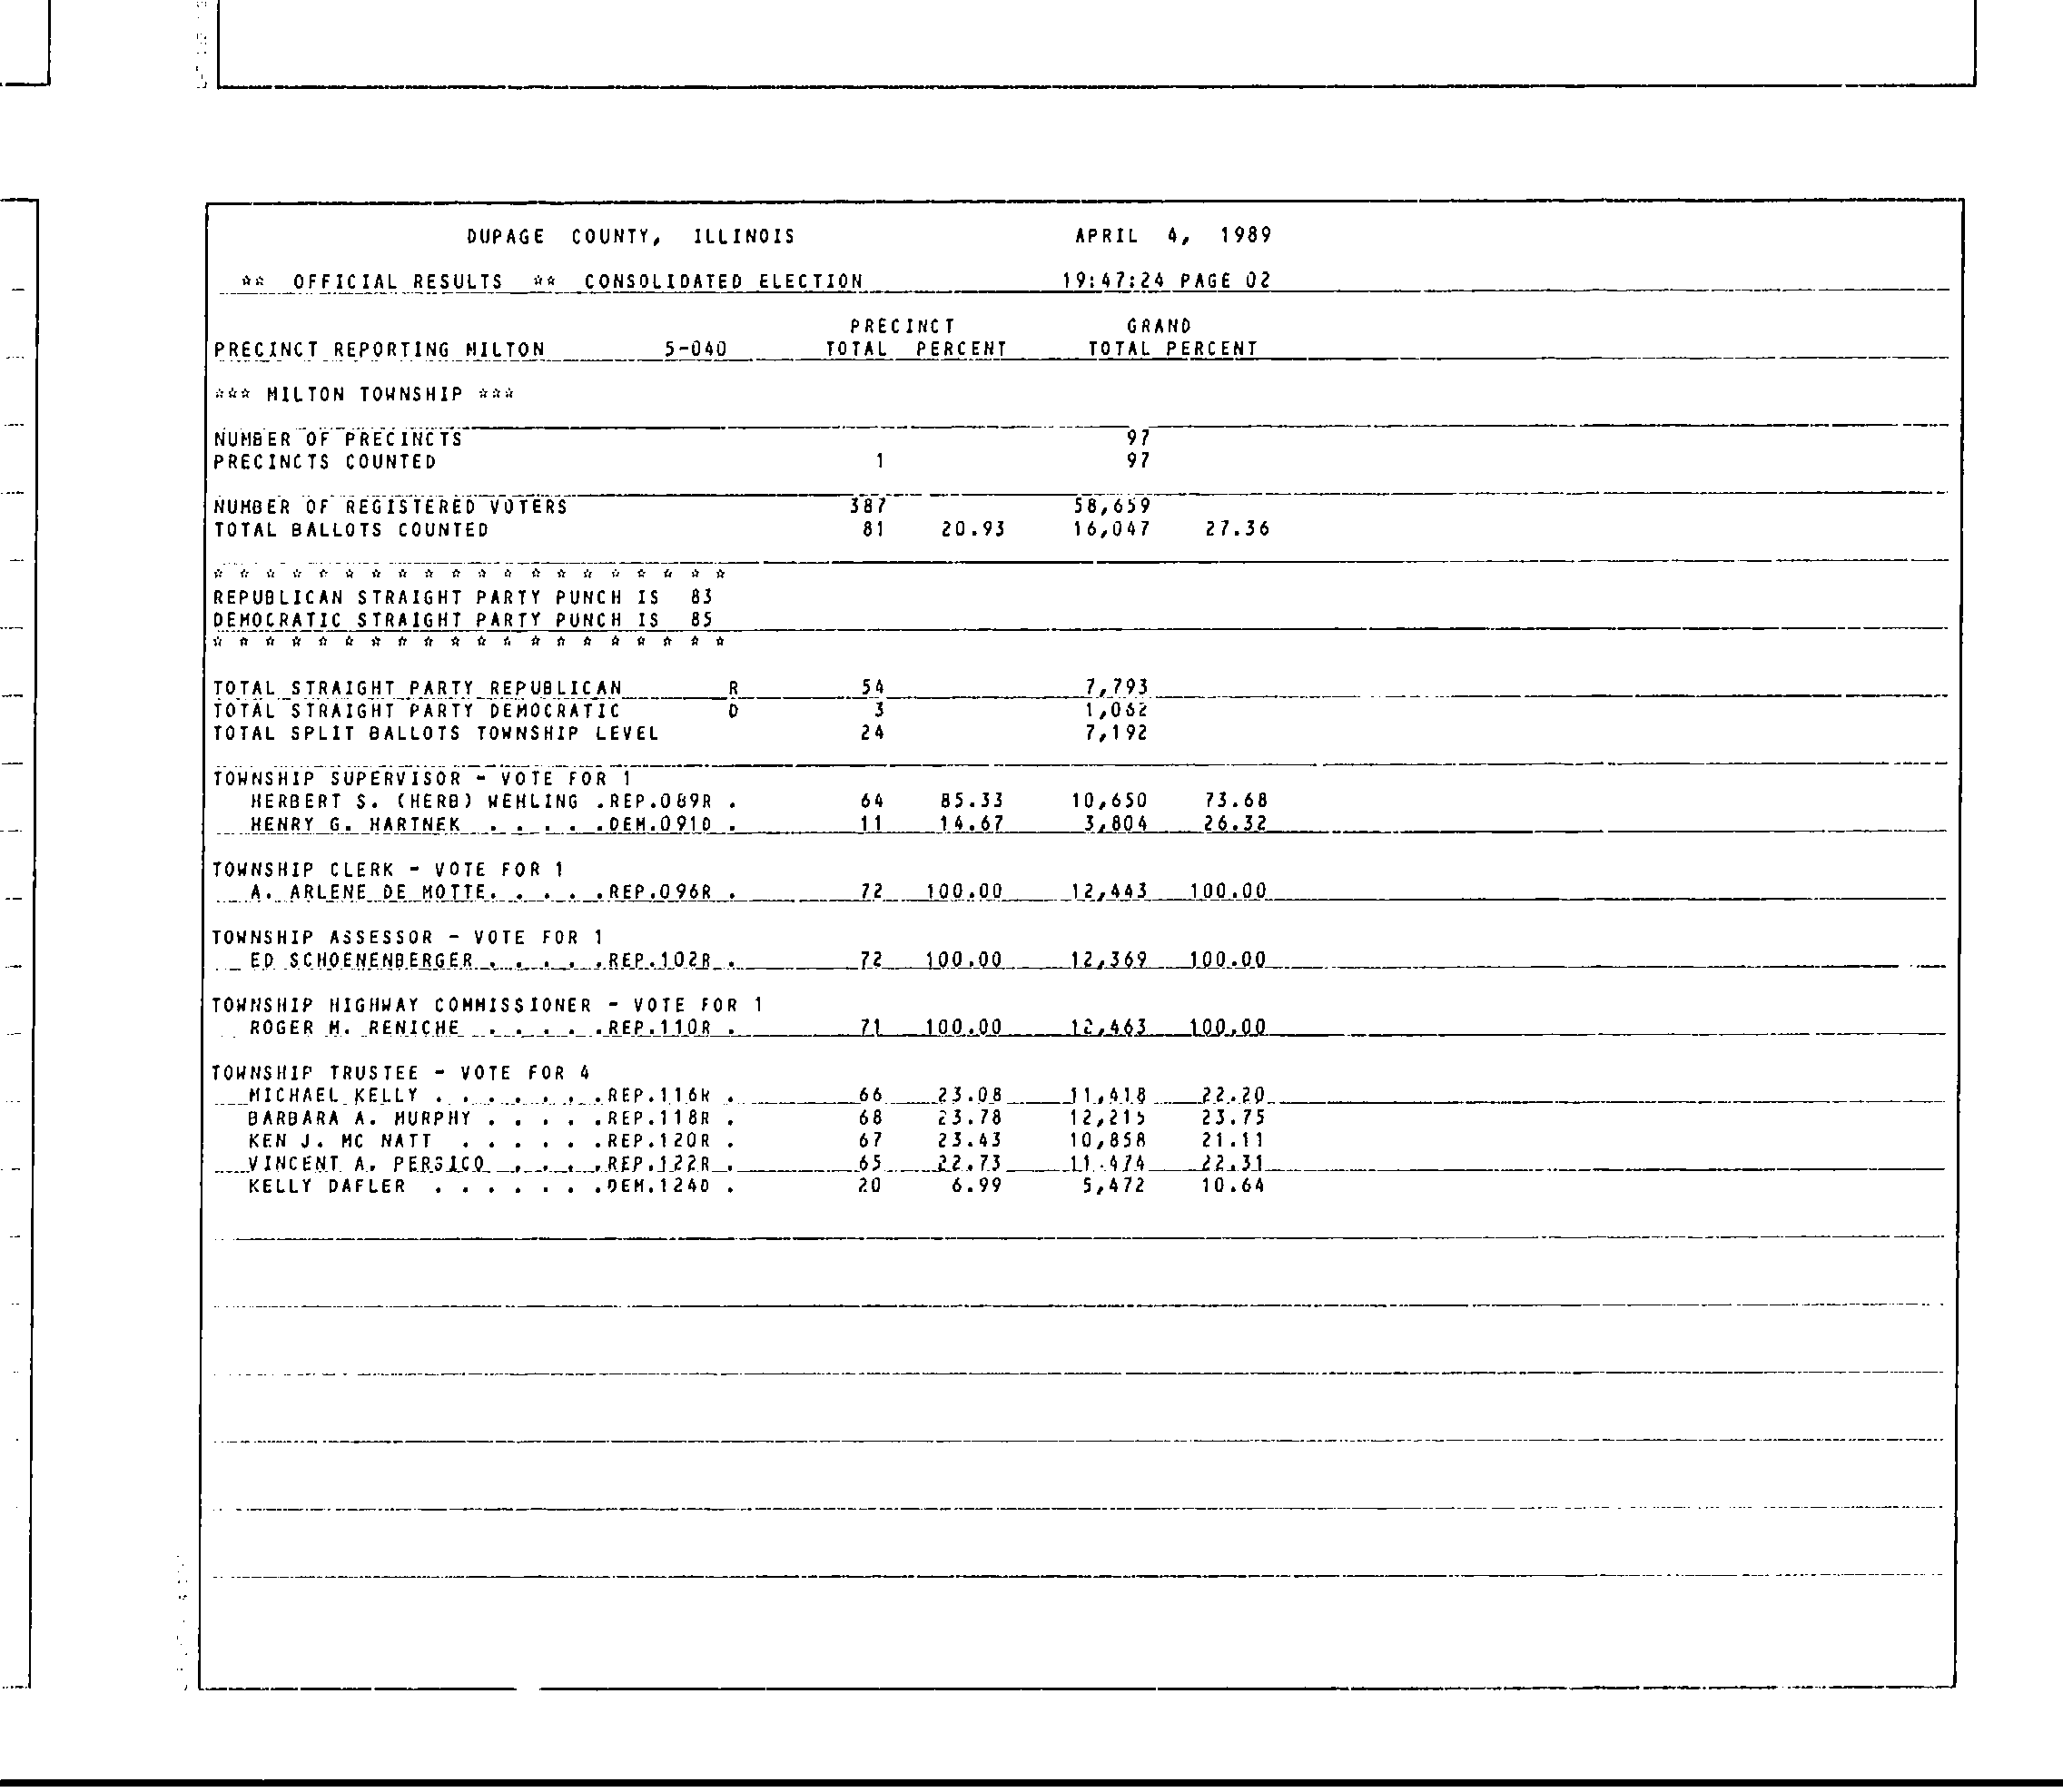 DUPAGE COUNTY, ILLINOIS APRIL 4, 1989
** OFFICIAL RESULTS ** CONSOLIDATED ELECTION 19:47:24 PAGE 02
PRECINCT GRAND
PRECINCT REPORTING MILTON 5-040 TOTAL PERCENT TOTAL PERCENT
*** MILTON TOWNSHIP ***
NUMBER OF PRECINCTS 97
PRECINCTS COUNTED 1 97
NUMBER OF REGISTERED VOTERS 387 58,659
TOTAL BALLOTS COUNTED 81 20.93 16,047 27.36
* * * * * * * * * * * * * * * * * * * *
REPUBLICAN STRAIGHT PARTY PUNCH IS 83
DEMOCRATIC STRAIGHT PARTY PUNCH IS 85
* * * * * * * * * * * * * * * * * * * *
TOTAL STRAIGHT PARTY REPUBLICAN R 54 7,793
TOTAL STRAIGHT PARTY DEMOCRATIC D 3 1,062
TOTAL SPLIT BALLOTS TOWNSHIP LEVEL 24 7,192
TOWNSHIP SUPERVISOR - VOTE FOR 1
HERBERT S. (HERB) WEHLING .REP.089R . 64 85.33 10,650 73.68
HENRY G. HARTNEK . . . . .DEM.091D . 11 14.67 3,804 26.32
TOWNSHIP CLERK - VOTE FOR 1
A. ARLENE DE MOTTE. . . . .REP.096R . 72 100.00 12,443 100.00
TOWNSHIP ASSESSOR - VOTE FOR 1
ED SCHOENENBERGER . . . . .REP.102R . 72 100.00 12,369 100.00
TOWNSHIP HIGHWAY COMMISSIONER - VOTE FOR 1
ROGER M. RENICHE . . . . .REP.110R . 71 100.00 12,463 100.00
TOWNSHIP TRUSTEE - VOTE FOR 4
MICHAEL KELLY . . . . . . .REP.116R . 66 23.08 11,418 22.20
BARBARA A. MURPHY . . . . .REP.118R . 68 23.78 12,215 23.75
KEN J. MC NATT . . . . . .REP.120R . 67 23.43 10,858 21.11
VINCENT A. PERSICO . . . .REP.122R . 65 22.73 11,474 22.31
KELLY DAFLER . . . . . . .DEM.124D . 20 6.99 5,472 10.64